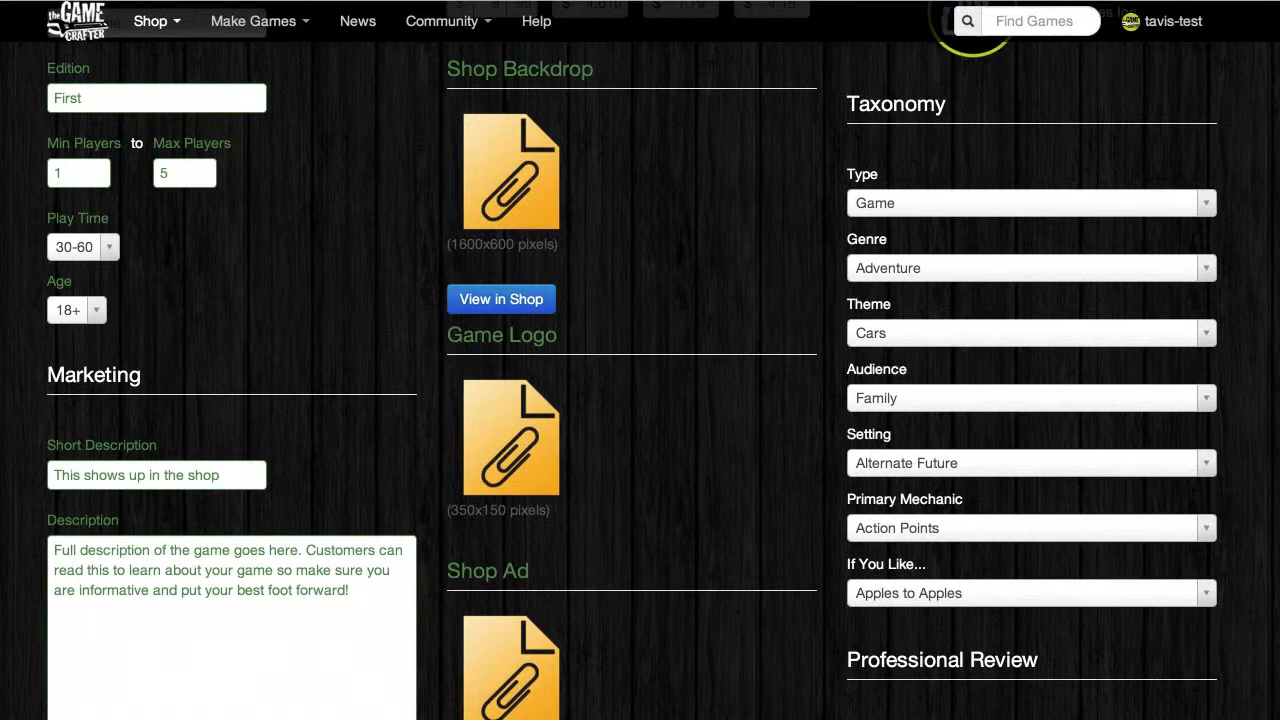 the GAME CRAFTER
Shop
Make Games
News
Community
Help
Find Games
tavis-test
Edition
First
Min Players to Max Players
1
5
Play Time
30-60
Age
18+
Marketing
Short Description
This shows up in the shop
Description
Full description of the game goes here. Customers can
read this to learn about your game so make sure you
are informative and put your best foot forward!
Shop Backdrop
(1600x600 pixels)
View in Shop
Game Logo
(350x150 pixels)
Shop Ad
Taxonomy
Type
Game
Genre
Adventure
Theme
Cars
Audience
Family
Setting
Alternate Future
Primary Mechanic
Action Points
If You Like...
Apples to Apples
Professional Review